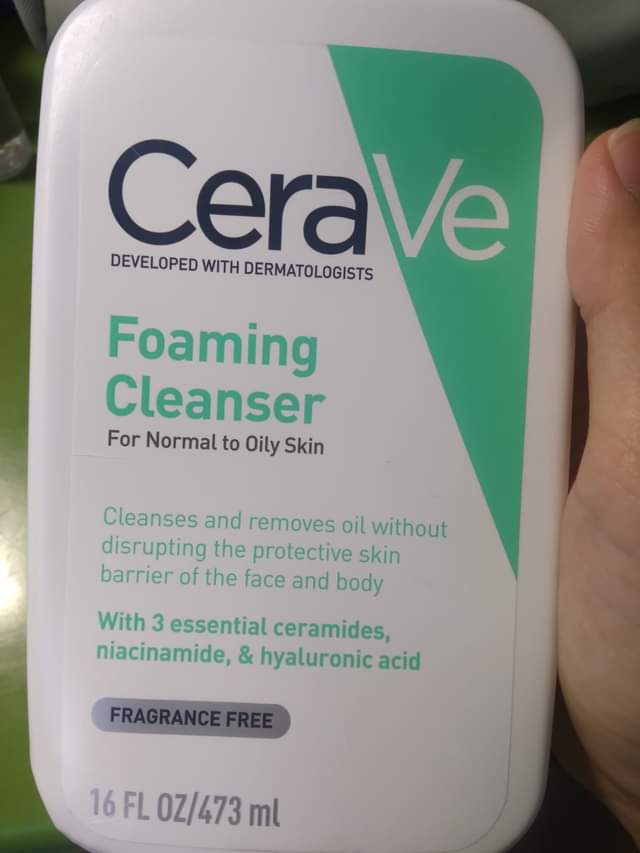 CeraVe
DEVELOPED WITH DERMATOLOGISTS
Foaming
Cleanser
For Normal to Oily Skin
Cleanses and removes oil without
disrupting the protective skin
barrier of the face and body
With 3 essential ceramides,
niacinamide, & hyaluronic acid
FRAGRANCE FREE
16 FL OZ/473 ml